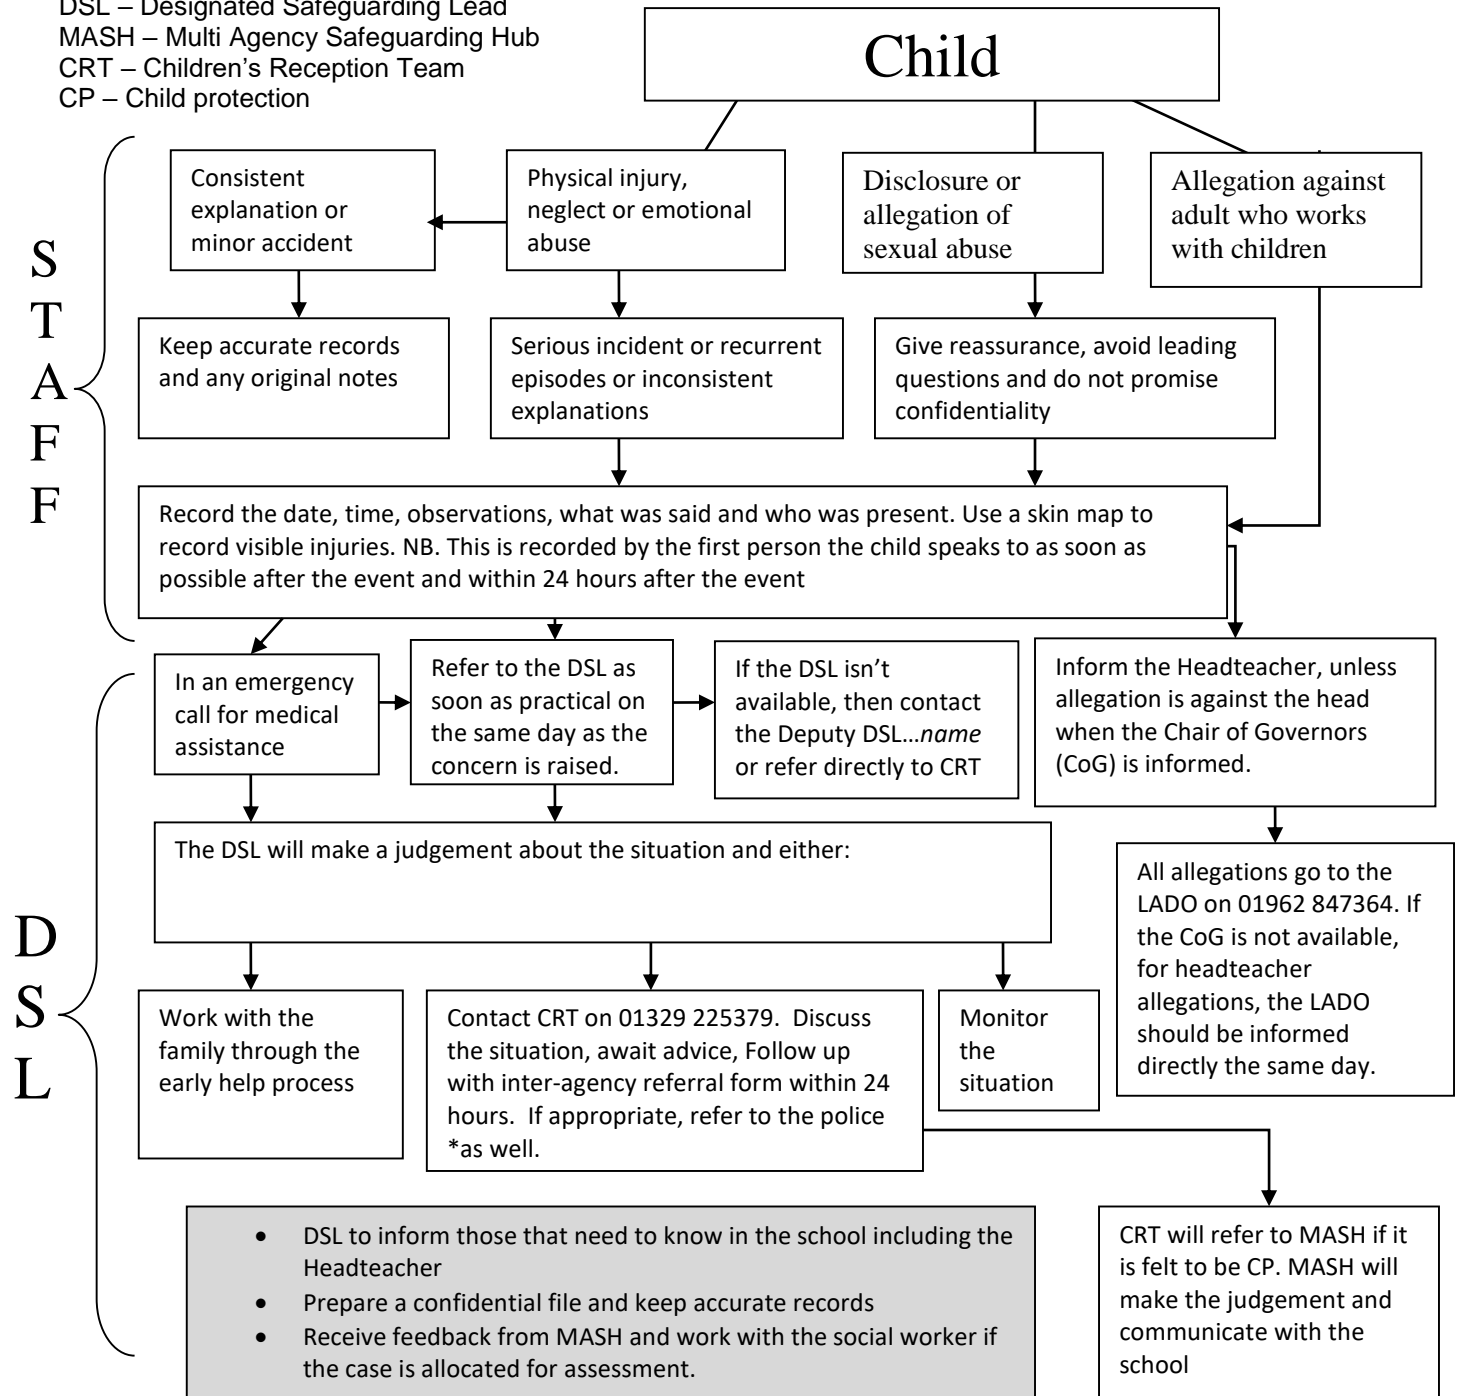 DSL – Designated Safeguarding Lead
MASH – Multi Agency Safeguarding Hub
CRT – Children's Reception Team
CP – Child protection
Child
S
T
A
F
F
Consistent
explanation or
minor accident
Physical injury,
neglect or emotional
abuse
Disclosure or
allegation of
sexual abuse
Allegation against
adult who works
with children
Keep accurate records
and any original notes
Serious incident or recurrent
episodes or inconsistent
explanations
Give reassurance, avoid leading
questions and do not promise
confidentiality
Record the date, time, observations, what was said and who was present. Use a skin map to
record visible injuries. NB. This is recorded by the first person the child speaks to as soon as
possible after the event and within 24 hours after the event
D
S
L
In an emergency
call for medical
assistance
Refer to the DSL as
soon as practical on
the same day as the
concern is raised.
If the DSL isn't
available, then contact
the Deputy DSL…name
or refer directly to CRT
Inform the Headteacher, unless
allegation is against the head
when the Chair of Governors
(CoG) is informed.
The DSL will make a judgement about the situation and either:
All allegations go to the
LADO on 01962 847364. If
the CoG is not available,
for headteacher
allegations, the LADO
should be informed
directly the same day.
Work with the
family through the
early help process
Contact CRT on 01329 225379.  Discuss
the situation, await advice, Follow up
with inter-agency referral form within 24
hours.  If appropriate, refer to the police
*as well.
Monitor
the
situation
• DSL to inform those that need to know in the school including the
Headteacher
• Prepare a confidential file and keep accurate records
• Receive feedback from MASH and work with the social worker if
the case is allocated for assessment.
CRT will refer to MASH if it
is felt to be CP. MASH will
make the judgement and
communicate with the
school